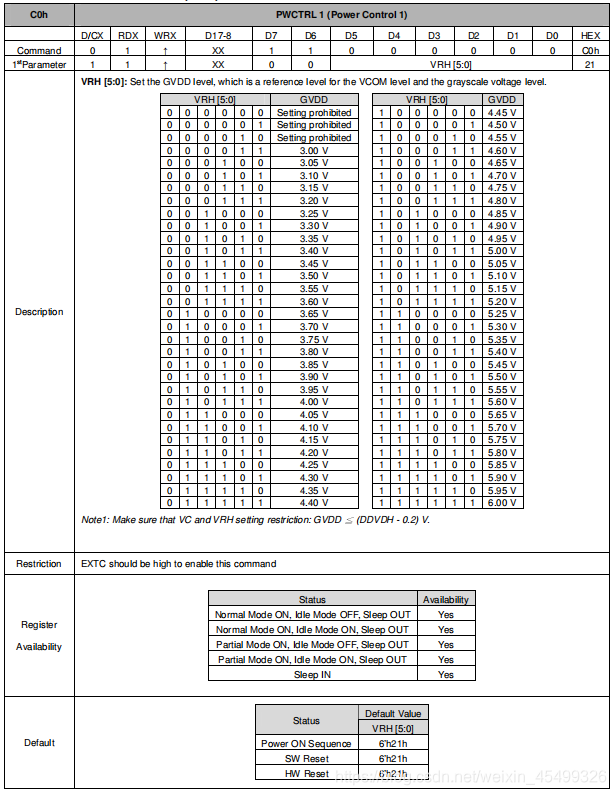 C0h PWCTRL 1 (Power Control 1)
D/CX RDX WRX D17-8 D7 D6 D5 D4 D3 D2 D1 D0 HEX
Command 0 1 ↑ XX 1 1 0 0 0 0 0 0 C0h
1stParameter 1 1 ↑ XX 0 0 VRH [5:0] 21
VRH [5:0]: Set the GVDD level, which is a reference level for the VCOM level and the grayscale voltage level.
VRH [5:0] GVDD VRH [5:0] GVDD
0 0 0 0 0 0 Setting prohibited 1 0 0 0 0 0 4.45 V
0 0 0 0 0 1 Setting prohibited 1 0 0 0 0 1 4.50 V
0 0 0 0 1 0 Setting prohibited 1 0 0 0 1 0 4.55 V
0 0 0 0 1 1 3.00 V 1 0 0 0 1 1 4.60 V
0 0 0 1 0 0 3.05 V 1 0 0 1 0 0 4.65 V
0 0 0 1 0 1 3.10 V 1 0 0 1 0 1 4.70 V
0 0 0 1 1 0 3.15 V 1 0 0 1 1 0 4.75 V
0 0 0 1 1 1 3.20 V 1 0 0 1 1 1 4.80 V
0 0 1 0 0 0 3.25 V 1 0 1 0 0 0 4.85 V
0 0 1 0 0 1 3.30 V 1 0 1 0 0 1 4.90 V
0 0 1 0 1 0 3.35 V 1 0 1 0 1 0 4.95 V
0 0 1 0 1 1 3.40 V 1 0 1 0 1 1 5.00 V
0 0 1 1 0 0 3.45 V 1 0 1 1 0 0 5.05 V
0 0 1 1 0 1 3.50 V 1 0 1 1 0 1 5.10 V
0 0 1 1 1 0 3.55 V 1 0 1 1 1 0 5.15 V
0 0 1 1 1 1 3.60 V 1 0 1 1 1 1 5.20 V
0 1 0 0 0 0 3.65 V 1 1 0 0 0 0 5.25 V
0 1 0 0 0 1 3.70 V 1 1 0 0 0 1 5.30 V
0 1 0 0 1 0 3.75 V 1 1 0 0 1 0 5.35 V
0 1 0 0 1 1 3.80 V 1 1 0 0 1 1 5.40 V
0 1 0 1 0 0 3.85 V 1 1 0 1 0 0 5.45 V
0 1 0 1 0 1 3.90 V 1 1 0 1 0 1 5.50 V
0 1 0 1 1 0 3.95 V 1 1 0 1 1 0 5.55 V
0 1 0 1 1 1 4.00 V 1 1 0 1 1 1 5.60 V
0 1 1 0 0 0 4.05 V 1 1 1 0 0 0 5.65 V
0 1 1 0 0 1 4.10 V 1 1 1 0 0 1 5.70 V
0 1 1 0 1 0 4.15 V 1 1 1 0 1 0 5.75 V
0 1 1 0 1 1 4.20 V 1 1 1 0 1 1 5.80 V
0 1 1 1 0 0 4.25 V 1 1 1 1 0 0 5.85 V
0 1 1 1 0 1 4.30 V 1 1 1 1 0 1 5.90 V
0 1 1 1 1 0 4.35 V 1 1 1 1 1 0 5.95 V
0 1 1 1 1 1 4.40 V 1 1 1 1 1 1 6.00 V
Description
Note1: Make sure that VC and VRH setting restriction: GVDD ≦ (DDVDH - 0.2) V.
Restriction EXTC should be high to enable this command
Register
Availability
Status Availability
Normal Mode ON, Idle Mode OFF, Sleep OUT Yes
Normal Mode ON, Idle Mode ON, Sleep OUT Yes
Partial Mode ON, Idle Mode OFF, Sleep OUT Yes
Partial Mode ON, Idle Mode ON, Sleep OUT Yes
Sleep IN Yes
Default
Status Default Value
VRH [5:0]
Power ON Sequence 6'h21h
SW Reset 6'h21h
HW Reset 6'h21h
https://blog.csdn.net/weixin_45499326